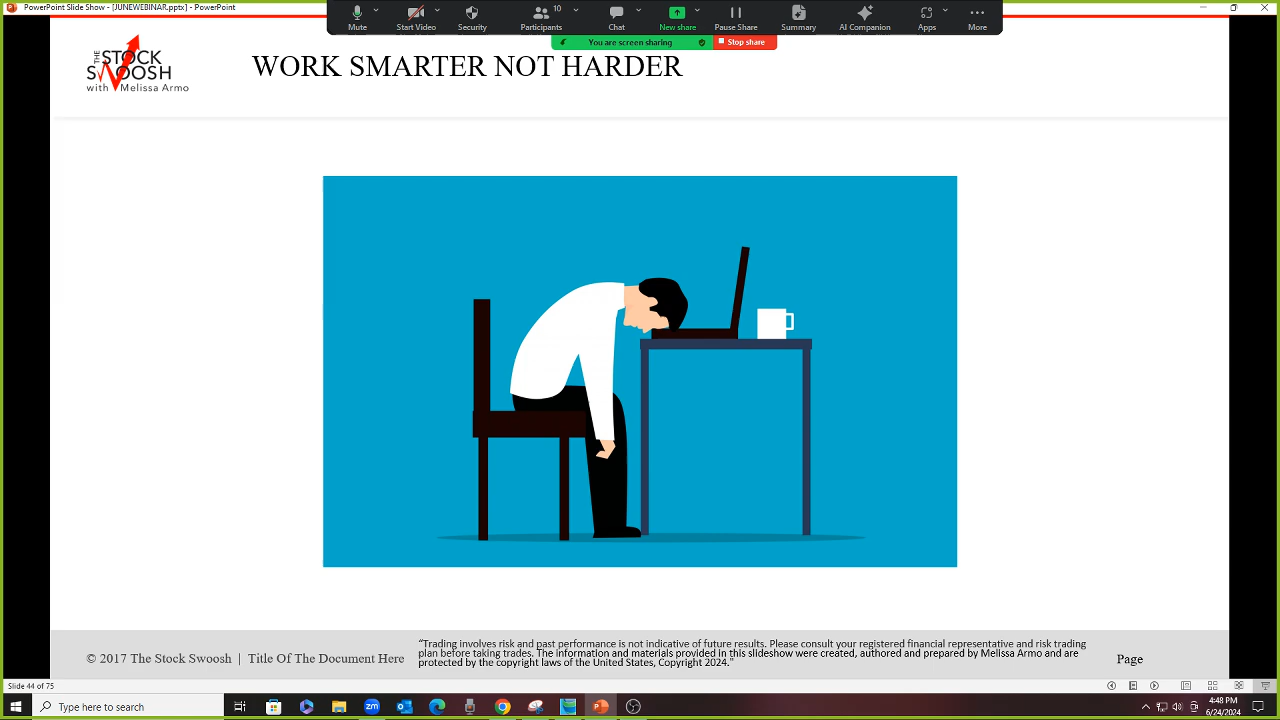 PowerPoint Slide Show - [JUNEWEBINAR.pptx] - PowerPoint
Mute
Start Video
Security
Participants
10
Chat
New share
Pause Share
Summary
AI Companion
Apps
More
You are screen sharing
Stop share
THE STOCK
SWOOSH
with Melissa Armo
WORK SMARTER NOT HARDER
© 2017 The Stock Swoosh | Title Of The Document Here
“Trading involves risk and past performance is not indicative of future results. Please consult your registered financial representative and risk trading
plan before taking trades. The information and materials provided in this slideshow were created, authored and prepared by Melissa Armo and are
protected by the copyright laws of the United States, Copyright 2024."
Page
Slide 44 of 75
Type here to search
zm
4:48 PM
6/24/2024